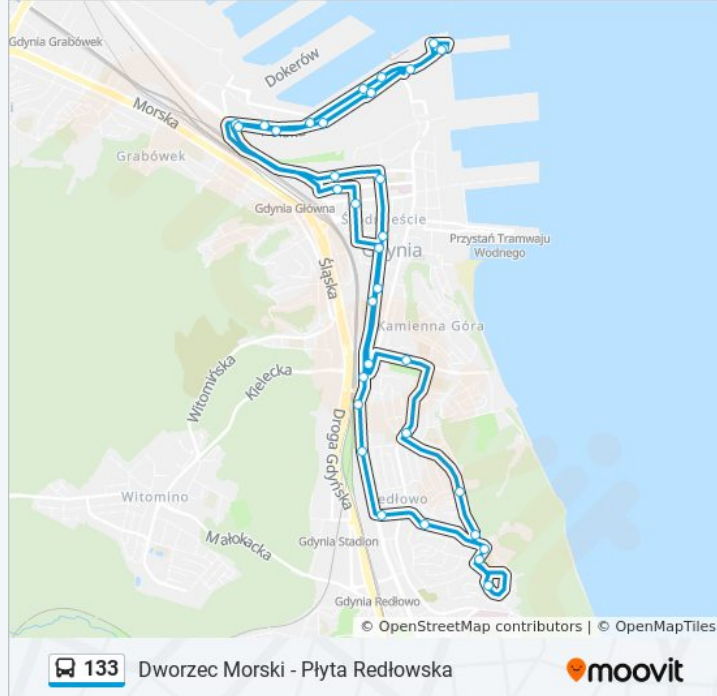 Gdynia Grabówek
Dokerów
Morska
Grabówek
Gdynia Główna
Śródmieście
Gdynia
Przystań Tramwaju
Wodnego
Śląska
Kamienna Góra
Witomińska
Kielecka
Droga Gdyńska
Redłowo
Witomino
Małokacka
Gdynia Stadion
Gdynia Redłowo
© OpenStreetMap contributors | © OpenMapTiles
133 Dworzec Morski - Płyta Redłowska
moovit